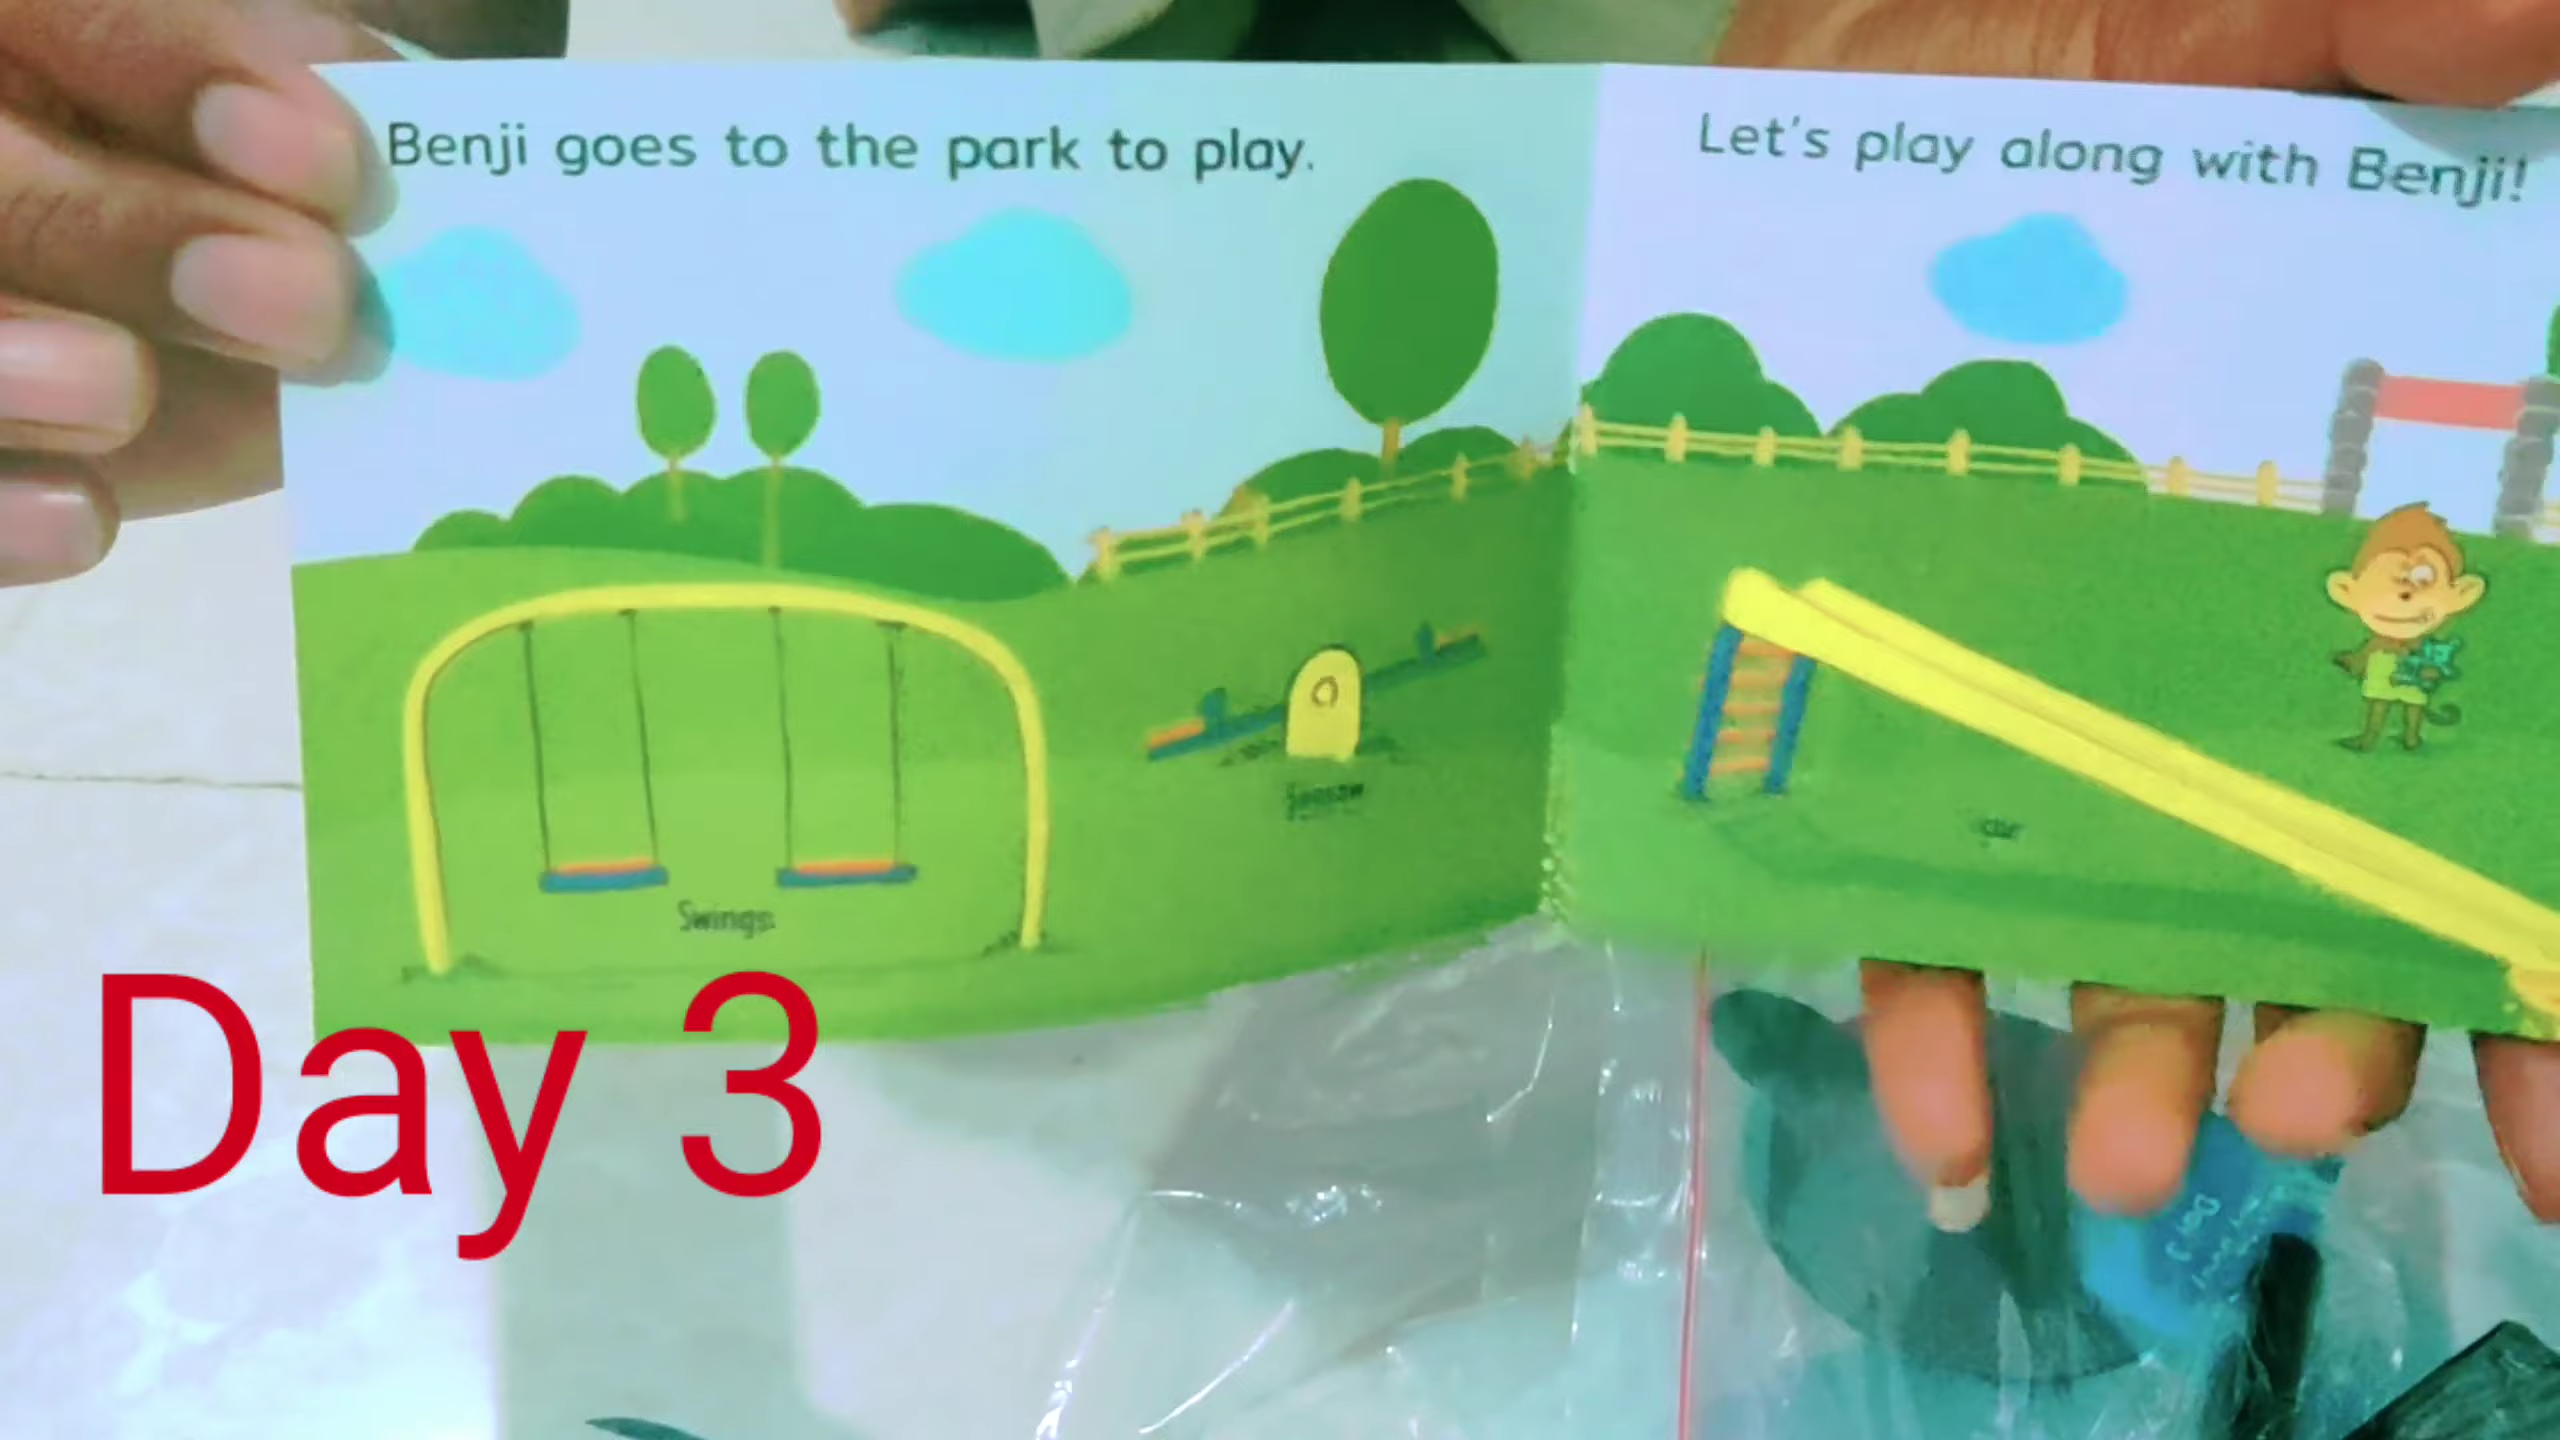 Benji goes to the park to play.
Let's play along with Benji!
Seesaw
Swings
Day 3